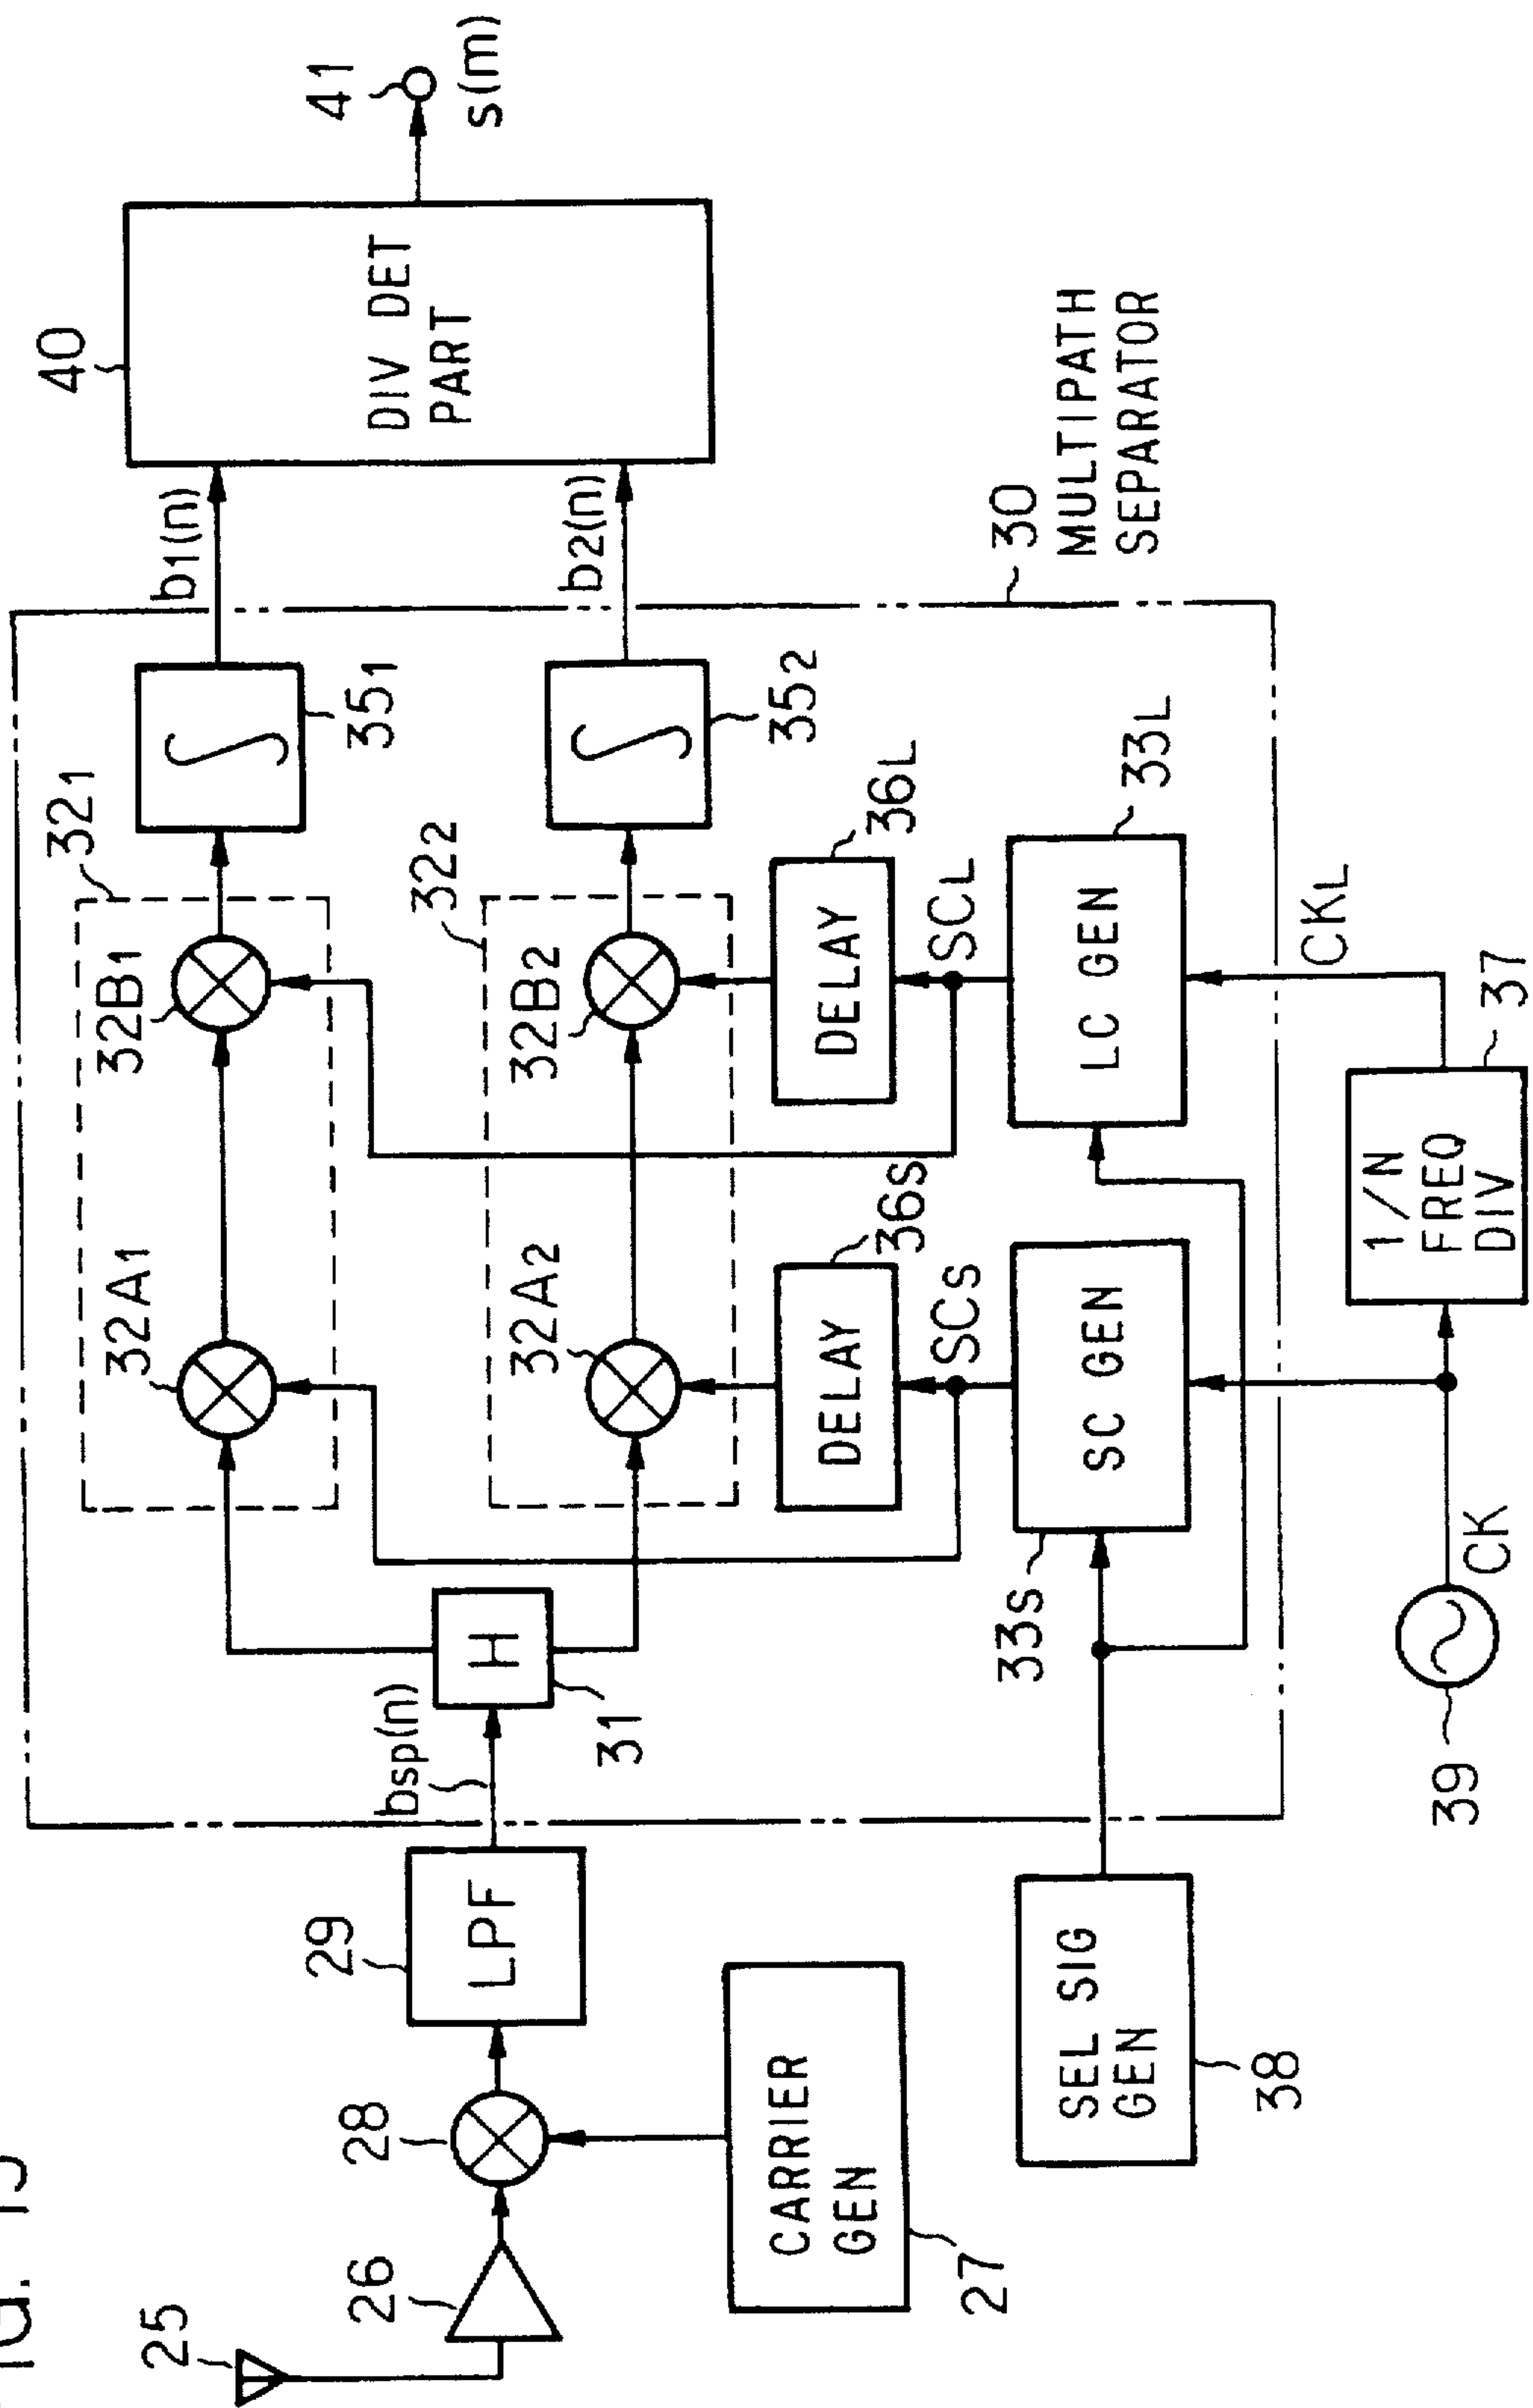 25
26
28
CARRIER
GEN
27
29
LPF
bsp(n)
H
31
321
32A1
32B1
351
b1(n)
322
32A2
32B2
352
b2(n)
40
DIV DET
PART
41
s(m)
DELAY
36S
DELAY
36L
SCS
SCL
SC GEN
33S
LC GEN
33L
30
MULTIPATH
SEPARATOR
SEL SIG
GEN
38
39
CK
1/N
FREQ
DIV
37
CKL